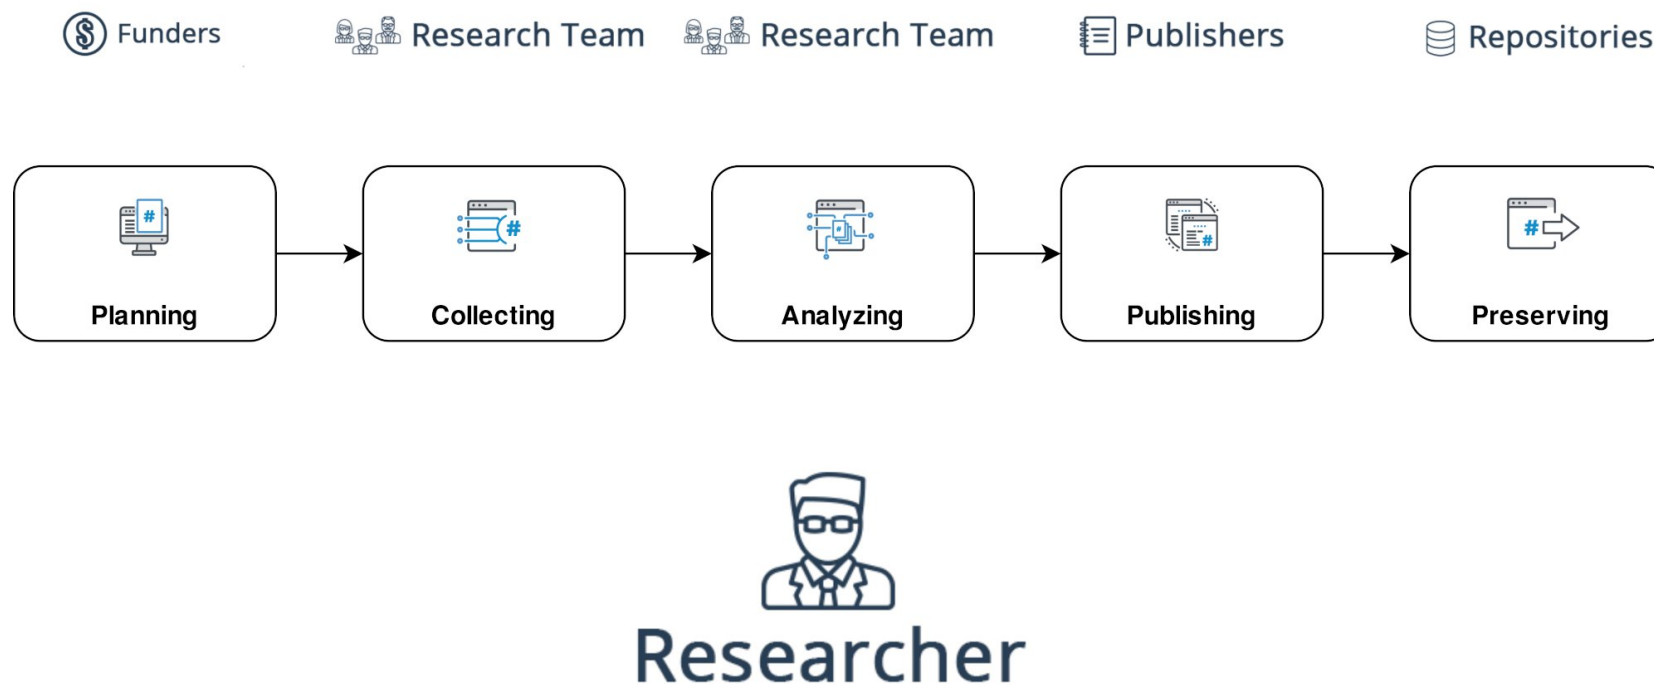 Funders
Research Team
Research Team
Publishers
Repositories
Planning
Collecting
Analyzing
Publishing
Preserving
Researcher